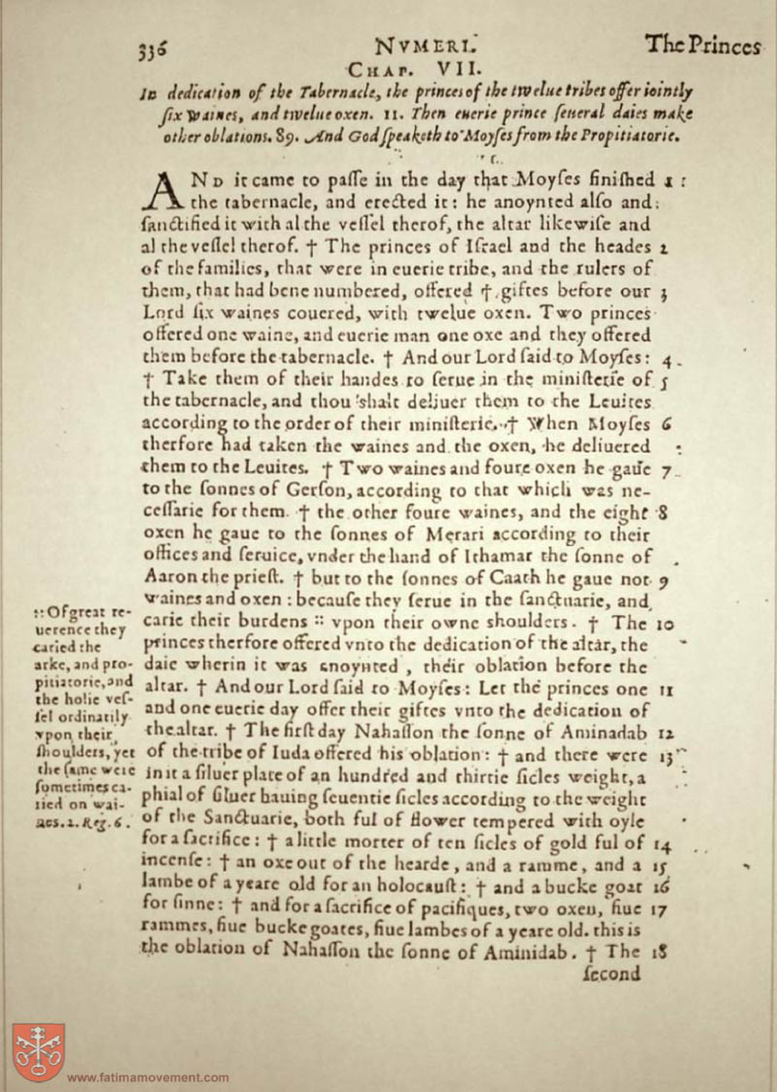 336 NVMERI. The Princes
CHAP. VII.
In dedication of the Tabernacle, the princes of the twelue tribes offer iointly
ſix waines, and twelue oxen. 11. Then euerie prince ſeueral daies make
other oblations. 89. And God ſpeaketh to Moyſes from the Propitiatorie.
AND it came to paſſe in the day that Moyſes finiſhed 1
the tabernacle, and erected it: he anoynted alſo and
ſanctified it with al the veſſel therof, the altar likewiſe and
al the veſſel therof. † The princes of Iſrael and the heades 2
of the families, that were in euerie tribe, and the rulers of
them, that had bene numbered, offered † giftes before our 3
Lord ſix waines couered, with twelue oxen. Two princes
offered one waine, and euerie man one oxe and they offered
them before the tabernacle. † And our Lord ſaid to Moyſes: 4
† Take them of their handes to ſerue in the miniſterie of 5
the tabernacle, and thou ſhalt deliuer them to the Leuites
according to the order of their miniſterie. † When Moyſes 6
therfore had taken the waines and the oxen, he deliuered
them to the Leuites. † Two waines and foure oxen he gaue 7
to the ſonnes of Gerſon, according to that which was ne-
ceſſarie for them. † the other foure waines, and the eight 8
oxen he gaue to the ſonnes of Merari according to their
offices and ſeruice, vnder the hand of Ithamar the ſonne of
Aaron the prieſt. † but to the ſonnes of Caath he gaue not 9
waines and oxen: becauſe they ſerue in the ſanctuarie, and
carie their burdens :: vpon their owne shoulders. † The 10
princes therfore offered vnto the dedication of the altar, the
daie wherin it was anoynted, their oblation before the
altar. † And our Lord ſaid to Moyſes: Let the princes one 11
and one euerie day offer their giftes vnto the dedication of
the altar. † The firſt day Nahaſſon the ſonne of Aminadab 12
of the tribe of Iuda offered his oblation: † and there were 13
in it a ſiluer plate of an hundred and thirtie ſicles weight, a
phial of ſiluer hauing ſeuentie ſicles according to the weight
of the Sanctuarie, both ful of flower tempered with oyle
for a ſacrifice: † a little morter of ten ſicles of gold ful of 14
incenſe: † an oxe out of the hearde, and a ramme, and a 15
lambe of a yeare old for an holocauſt: † and a bucke goat 16
for ſinne: † and for a ſacrifice of pacifiques, two oxen, fiue 17
rammes, fiue bucke goates, fiue lambes of a yeare old. this is
the oblation of Nahaſſon the ſonne of Aminidab. † The 18
ſecond
:: Of great re-
uerence they
caried the
arke, and pro-
pitiatorie, and
the holie veſ-
ſel ordinarily
vpon their
ſhoulders, yet
the ſame were
ſometimes ca-
ried on wai-
nes. 2. Reg. 6.
www.fatimamovement.com